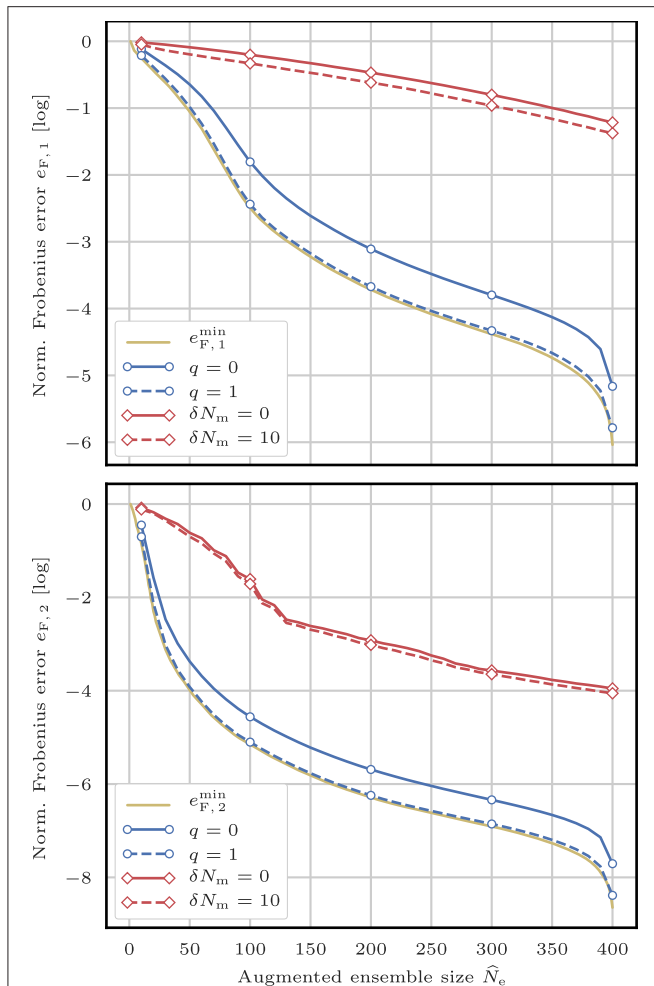 Norm. Frobenius error e_F, 1 [log]
0
−1
−2
−3
−4
−5
−6
e^min_F, 1
q = 0
q = 1
δN_m = 0
δN_m = 10
Norm. Frobenius error e_F, 2 [log]
0
−2
−4
−6
−8
e^min_F, 2
q = 0
q = 1
δN_m = 0
δN_m = 10
0 50 100 150 200 250 300 350 400
Augmented ensemble size N̂_e